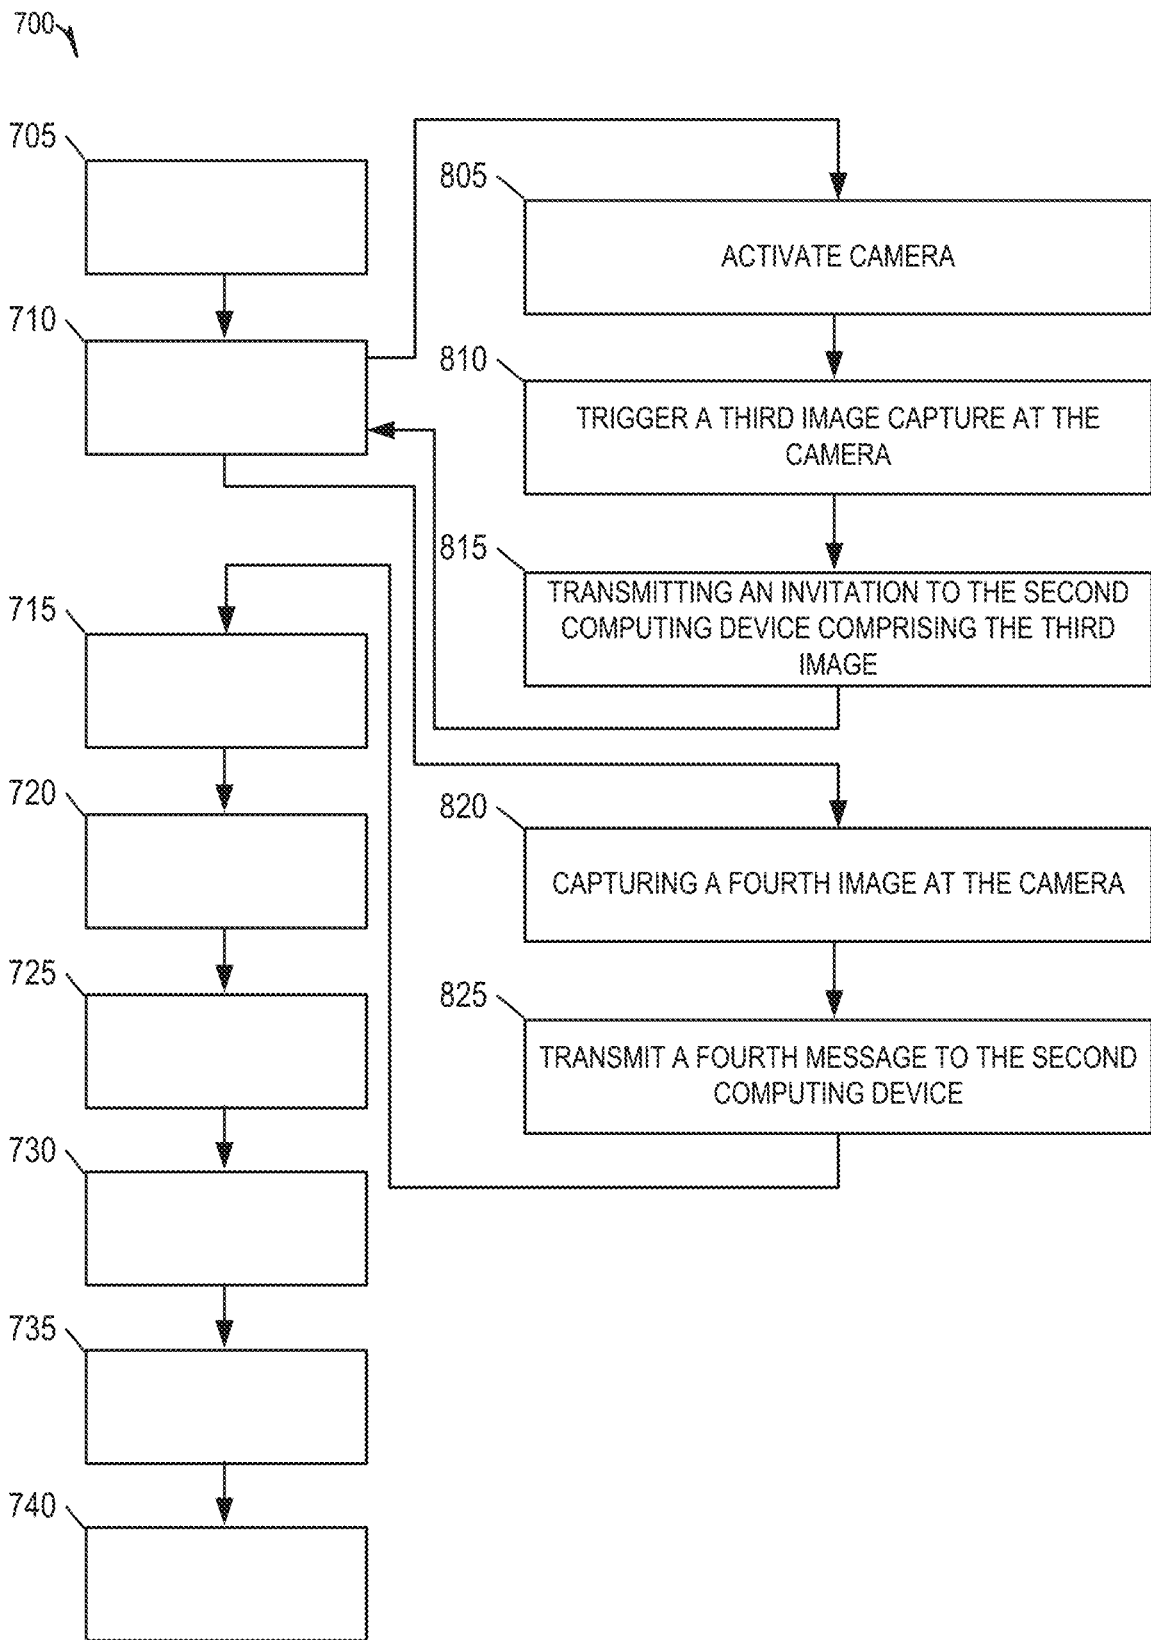 700
705
805
ACTIVATE CAMERA
710
810
TRIGGER A THIRD IMAGE CAPTURE AT THE
CAMERA
815
TRANSMITTING AN INVITATION TO THE SECOND
COMPUTING DEVICE COMPRISING THE THIRD
IMAGE
715
720
820
CAPTURING A FOURTH IMAGE AT THE CAMERA
725
825
TRANSMIT A FOURTH MESSAGE TO THE SECOND
COMPUTING DEVICE
730
735
740